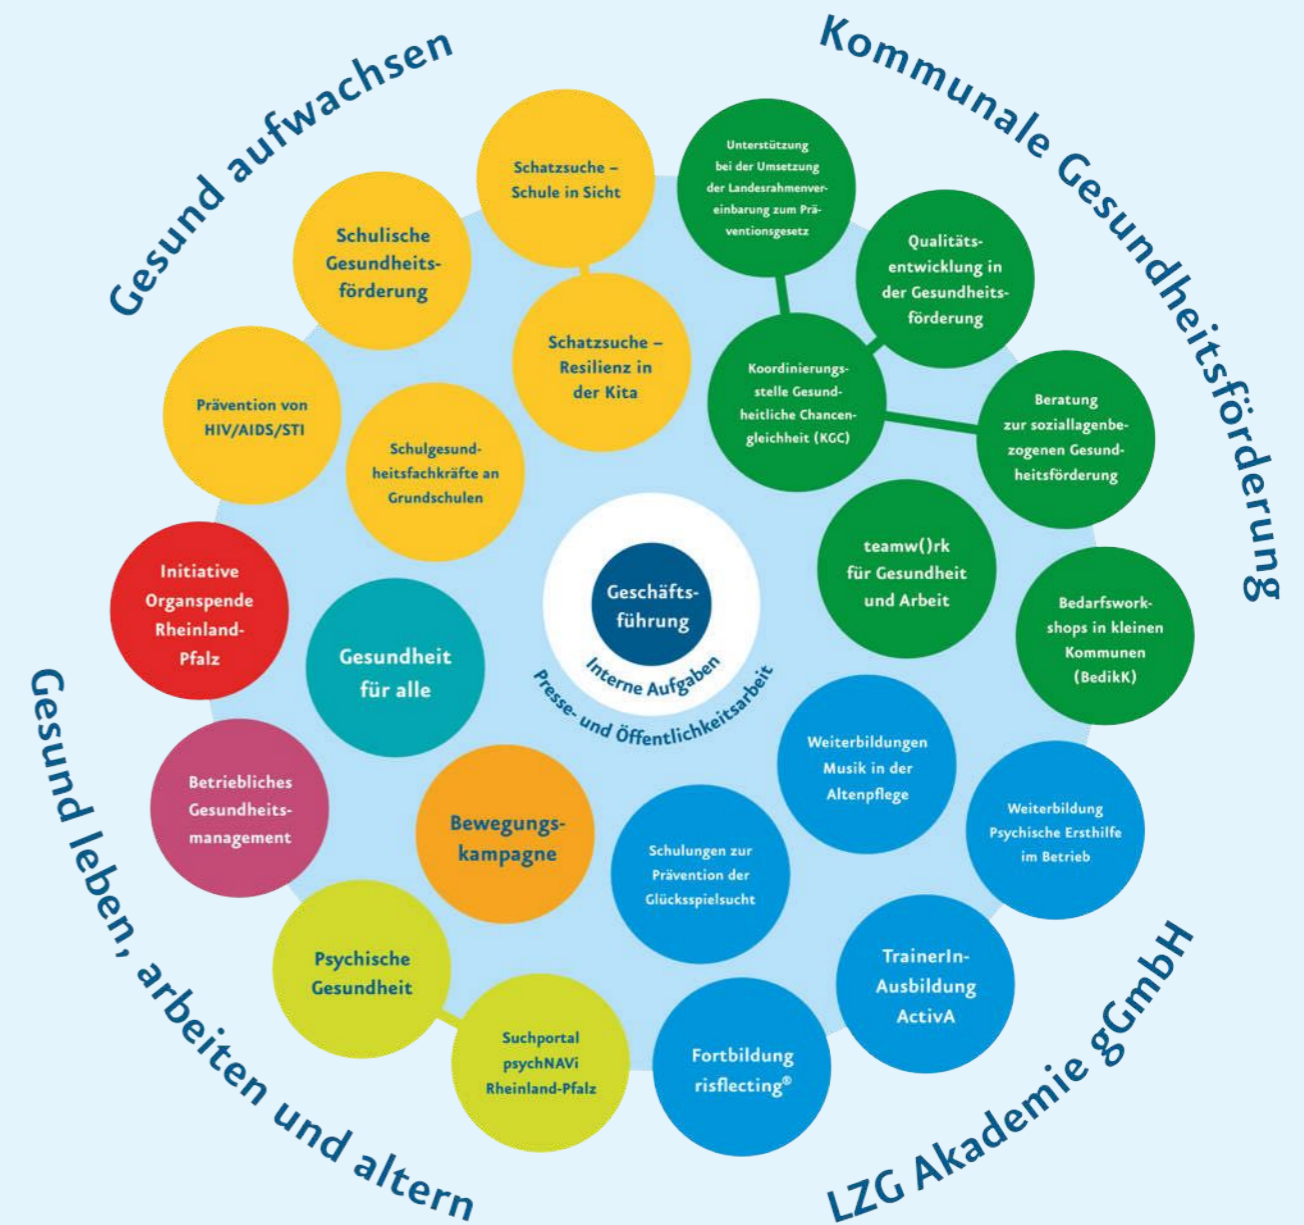 Gesund aufwachsen
Kommunale Gesundheitsförderung
Schatzsuche –
Schule in Sicht
Unterstützung
bei der Umsetzung
der Landesrahmenver-
einbarung zum Prä-
ventionsgesetz
Schulische
Gesundheits-
förderung
Qualitäts-
entwicklung in
der Gesundheits-
förderung
Schatzsuche –
Resilienz in
der Kita
Koordinierungs-
stelle Gesund-
heitliche Chancen-
gleichheit (KGC)
Prävention von
HIV/AIDS/STI
Beratung
zur soziallagenbe-
zogenen Gesund-
heitsförderung
Schulgesund-
heitsfachkräfte an
Grundschulen
teamw()rk
für Gesundheit
und Arbeit
Initiative
Organspende
Rheinland-
Pfalz
Geschäfts-
führung
Interne Aufgaben
Presse- und Öffentlichkeitsarbeit
Bedarfswork-
shops in kleinen
Kommunen
(BedikK)
Gesundheit
für alle
Weiterbildungen
Musik in der
Altenpflege
Betriebliches
Gesundheits-
management
Bewegungs-
kampagne
Schulungen zur
Prävention der
Glücksspielsucht
Weiterbildung
Psychische Ersthilfe
im Betrieb
Psychische
Gesundheit
TrainerIn-
Ausbildung
ActivA
Suchportal
psychNAVi
Rheinland-Pfalz
Fortbildung
risflecting®
Gesund leben, arbeiten und altern
LZG Akademie gGmbH